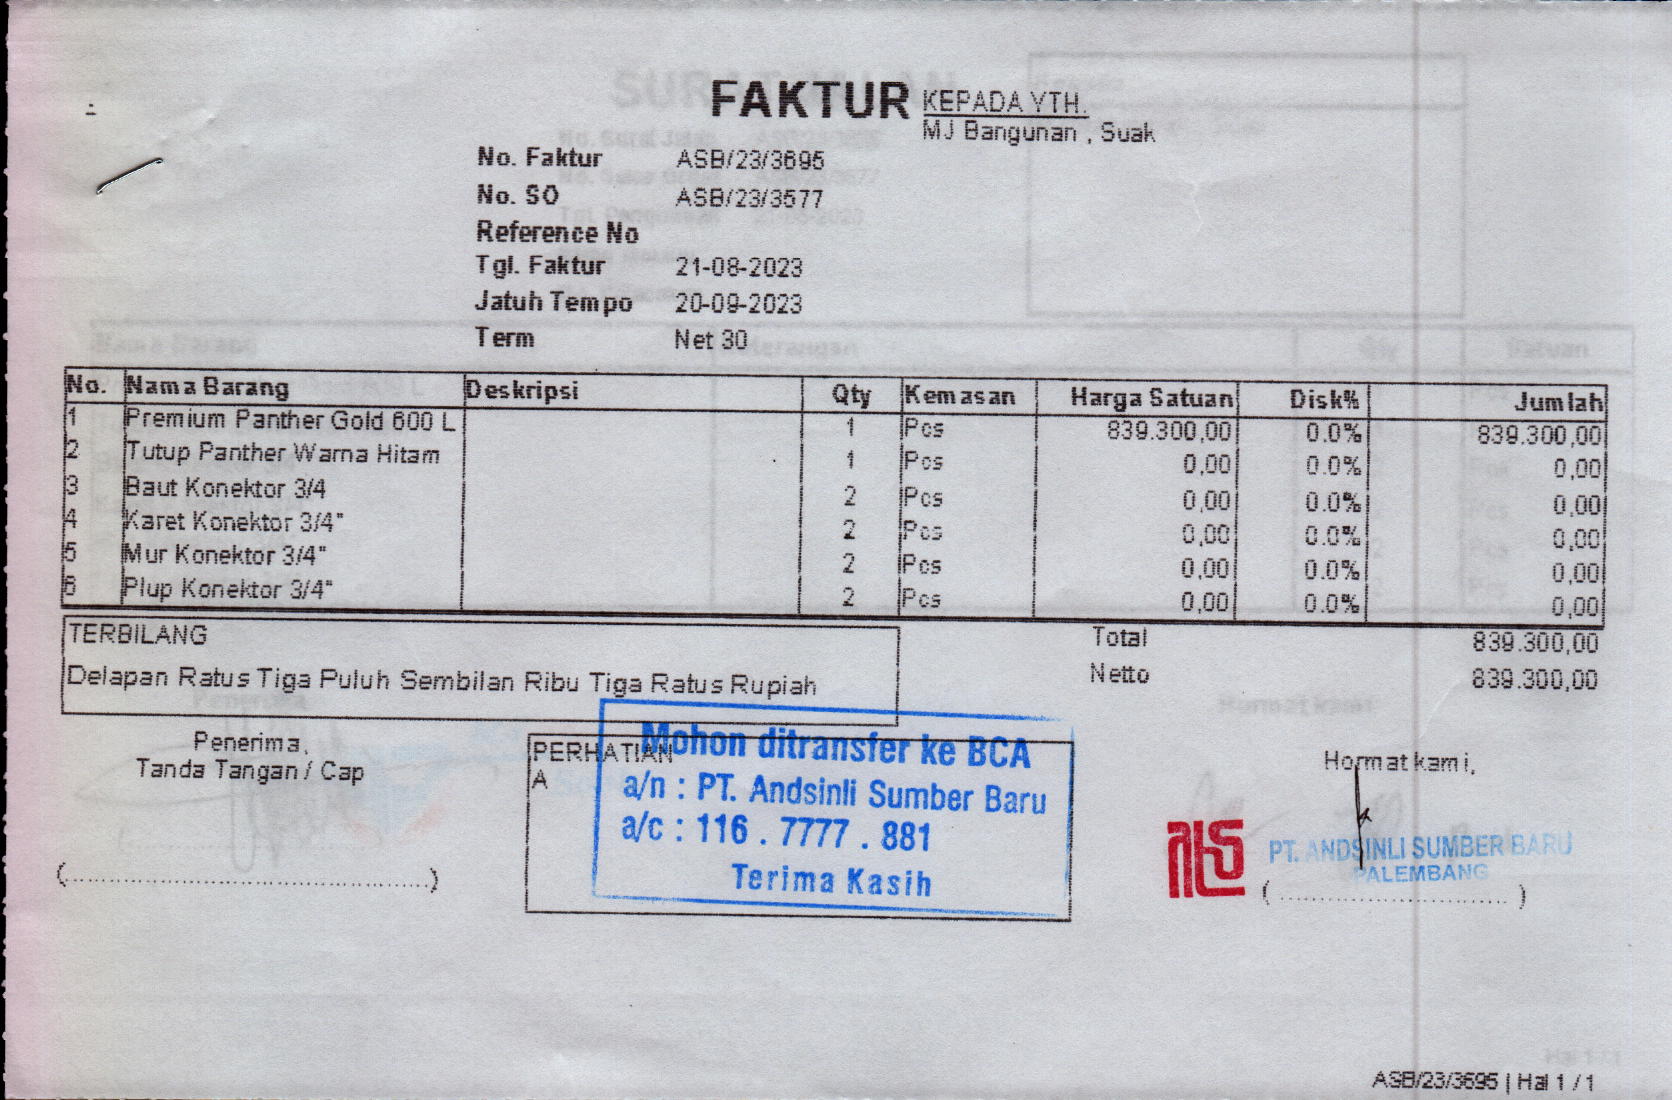 FAKTUR
KEPADA YTH.
MJ Bangunan , Suak
No. Faktur ASB/23/3695
No. SO ASB/23/3577
Reference No
Tgl. Faktur 21-08-2023
Jatuh Tempo 20-09-2023
Term Net 30
No. Nama Barang Deskripsi Qty Kemasan Harga Satuan Disk% Jumlah
1 Premium Panther Gold 600 L 1 Pcs 839.300,00 0.0% 839.300,00
2 Tutup Panther Warna Hitam 1 Pcs 0,00 0.0% 0,00
3 Baut Konektor 3/4 2 Pcs 0,00 0.0% 0,00
4 Karet Konektor 3/4" 2 Pcs 0,00 0.0% 0,00
5 Mur Konektor 3/4" 2 Pcs 0,00 0.0% 0,00
6 Plup Konektor 3/4" 2 Pcs 0,00 0.0% 0,00
TERBILANG
Delapan Ratus Tiga Puluh Sembilan Ribu Tiga Ratus Rupiah
Total 839.300,00
Netto 839.300,00
Penerima,
Tanda Tangan / Cap
(........................................)
PERHATIAN
A
Mohon ditransfer ke BCA
a/n : PT. Andsinli Sumber Baru
a/c : 116 . 7777 . 881
Terima Kasih
Hormat kami,
PT. ANDSINLI SUMBER BARU
PALEMBANG
(........................................)
ASB/23/3695 | Hal 1 / 1